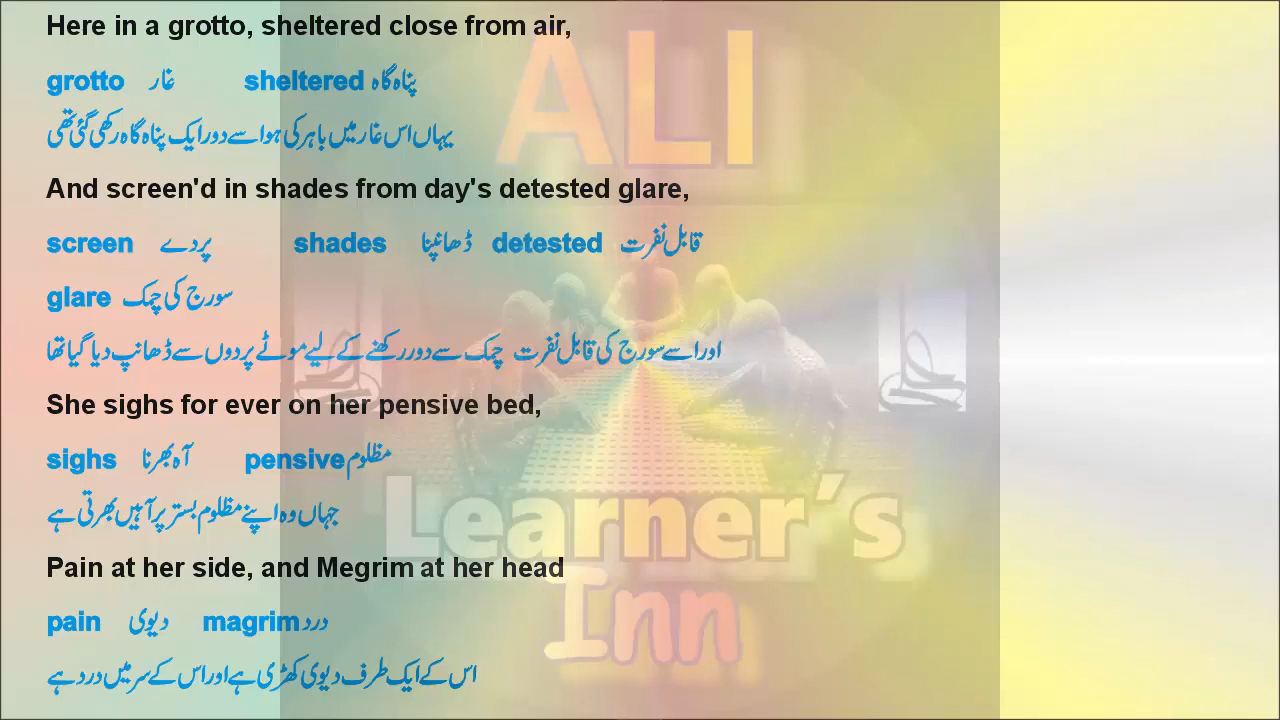 Here in a grotto, sheltered close from air,
grotto غار sheltered پناہ گاہ
یہاں اس غار میں باہر کی ہوا سے دور ایک پناہ گاہ رکھی گئی تھی
And screen'd in shades from day's detested glare,
screen پردے shades ڈھانپنا detested قابل نفرت
glare سورج کی چمک
اور اسے سورج کی قابل نفرت چمک سے دور رکھنے کے لیے موٹے پردوں سے ڈھانپ دیا گیا تھا
She sighs for ever on her pensive bed,
sighs آہ بھرنا pensive مظلوم
جہاں وہ اپنے مظلوم بستر پر آہیں بھرتی ہے
Pain at her side, and Megrim at her head
pain دیوی magrim درد
اس کے ایک طرف دیوی کھڑی ہے اور اس کے سر میں درد ہے
ALI
Learner's
Inn